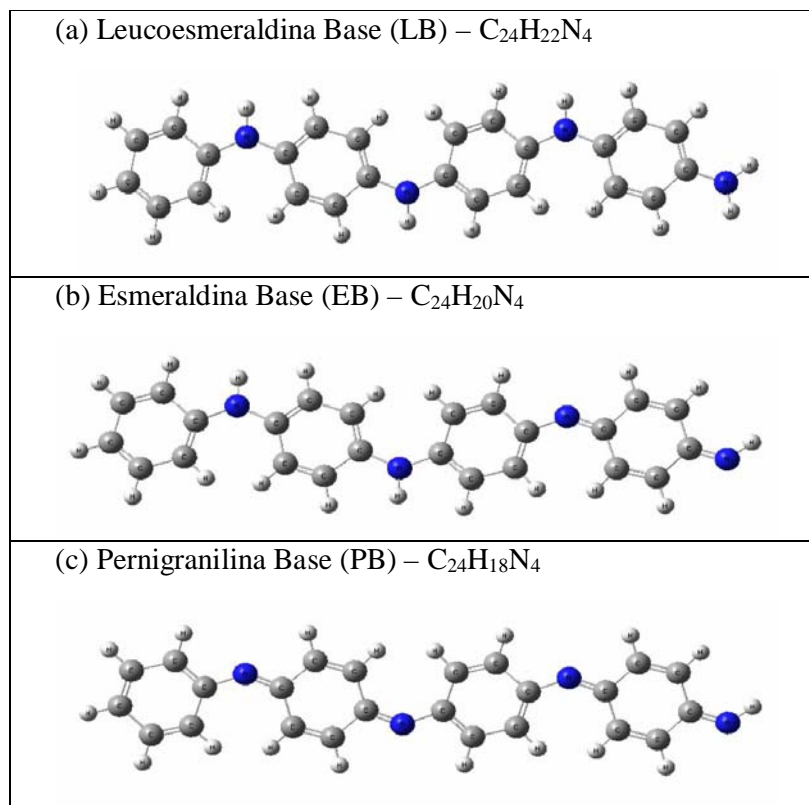 (a) Leucoesmeraldina Base (LB) – C₂₄H₂₂N₄
(b) Esmeraldina Base (EB) – C₂₄H₂₀N₄
(c) Pernigranilina Base (PB) – C₂₄H₁₈N₄